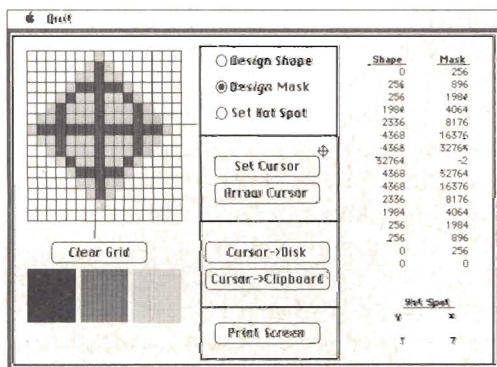 Quit
Design Shape
Design Mask
Set Hot Spot
Set Cursor
Arrow Cursor
Clear Grid
Cursor->Disk
Cursor->Clipboard
Print Screen
Shape Mask
0 256
256 896
256 1984
1984 4064
2336 8176
-4368 16376
-4368 32764
32764 -2
-4368 32764
-4368 16376
2336 8176
1984 4064
256 1984
256 896
0 256
0 0
Hot Spot
Y X
7 7